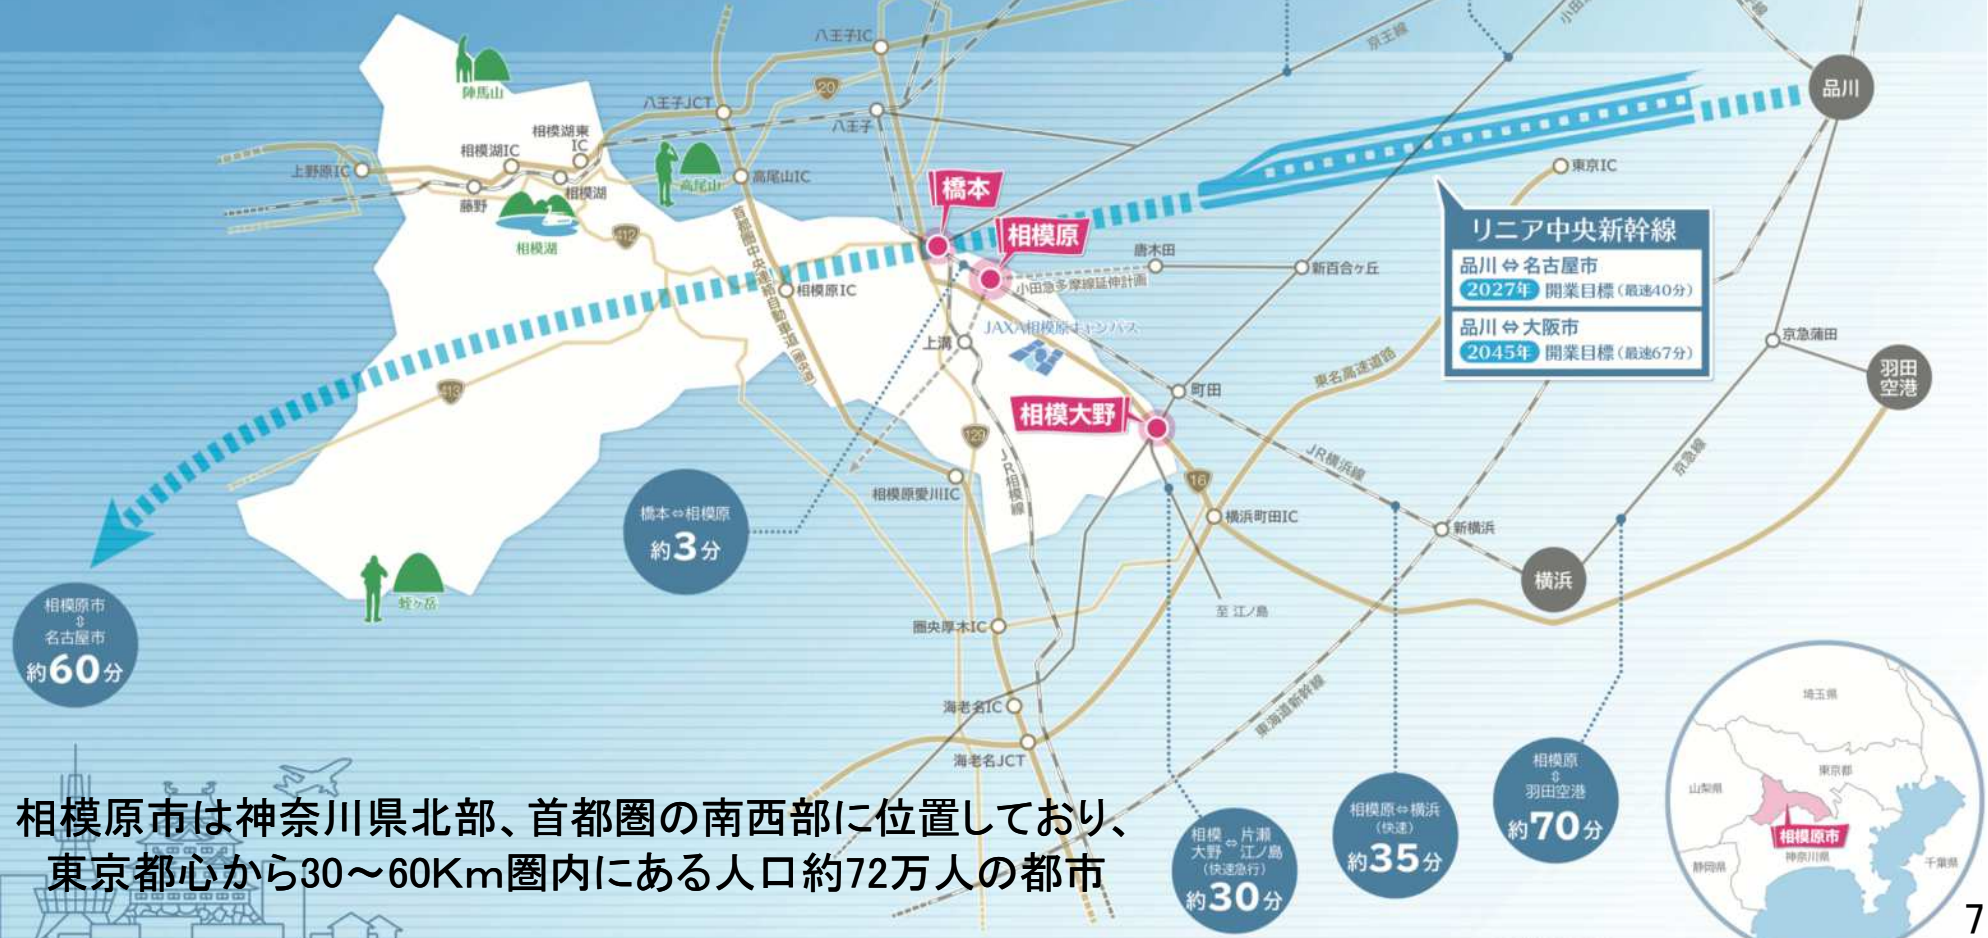 八王子IC
京王線
品川
陣馬山
20
八王子JCT
八王子
相模湖東
IC
相模湖IC
上野原IC
相模湖
藤野
高尾山
高尾山IC
東京IC
橋本
相模原
相模湖
412
首都圏中央連絡自動車道(圏央道)
唐木田
新百合ヶ丘
小田急多摩線延伸計画
相模原IC
リニア中央新幹線
品川⇔名古屋市
2027年 開業目標(最速40分)
品川⇔大阪市
2045年 開業目標(最速67分)
JAXA相模原キャンパス
上溝
京急蒲田
羽田
空港
413
東名高速道路
町田
相模大野
129
JR横浜線
京急線
JR相模線
16
相模原愛川IC
横浜町田IC
新横浜
橋本⇔相模原
約3分
横浜
蛭ヶ岳
至 江ノ島
相模原市
⇕
名古屋市
約60分
圏央厚木IC
海老名IC
東海道新幹線
海老名JCT
相模原
⇕
羽田空港
約70分
相模原⇔横浜
(快速)
約35分
相模
大野⇔片瀬
江ノ島
(快速急行)
約30分
埼玉県
東京都
山梨県
相模原市
神奈川県
静岡県
千葉県
相模原市は神奈川県北部、首都圏の南西部に位置しており、
東京都心から30～60Km圏内にある人口約72万人の都市
7